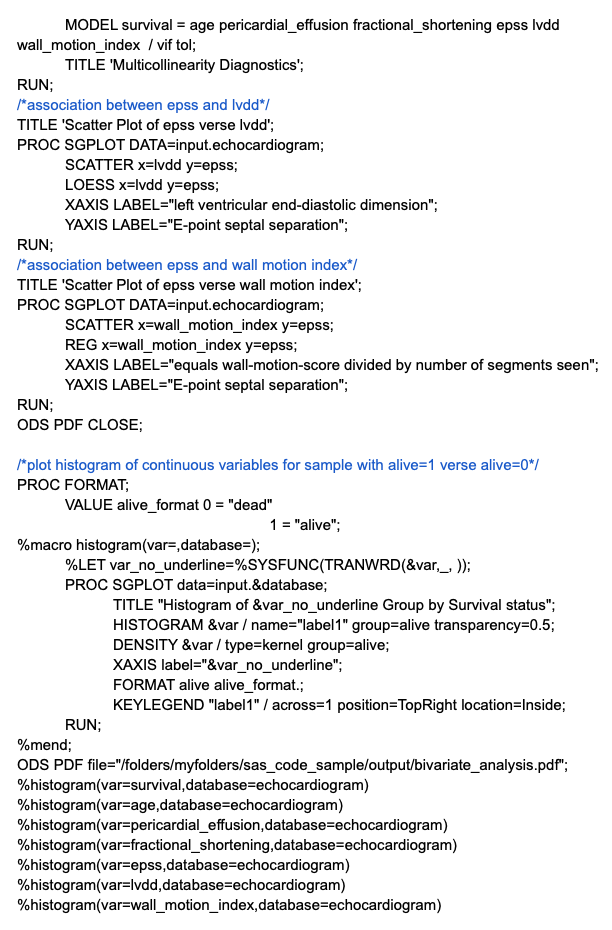 MODEL survival = age pericardial_effusion fractional_shortening epss lvdd
wall_motion_index / vif tol;
TITLE 'Multicollinearity Diagnostics';
RUN;
/*association between epss and lvdd*/
TITLE 'Scatter Plot of epss verse lvdd';
PROC SGPLOT DATA=input.echocardiogram;
SCATTER x=lvdd y=epss;
LOESS x=lvdd y=epss;
XAXIS LABEL="left ventricular end-diastolic dimension";
YAXIS LABEL="E-point septal separation";
RUN;
/*association between epss and wall motion index*/
TITLE 'Scatter Plot of epss verse wall motion index';
PROC SGPLOT DATA=input.echocardiogram;
SCATTER x=wall_motion_index y=epss;
REG x=wall_motion_index y=epss;
XAXIS LABEL="equals wall-motion-score divided by number of segments seen";
YAXIS LABEL="E-point septal separation";
RUN;
ODS PDF CLOSE;
/*plot histogram of continuous variables for sample with alive=1 verse alive=0*/
PROC FORMAT;
VALUE alive_format 0 = "dead"
1 = "alive";
%macro histogram(var=,database=);
%LET var_no_underline=%SYSFUNC(TRANWRD(&var,_, ));
PROC SGPLOT data=input.&database;
TITLE "Histogram of &var_no_underline Group by Survival status";
HISTOGRAM &var / name="label1" group=alive transparency=0.5;
DENSITY &var / type=kernel group=alive;
XAXIS label="&var_no_underline";
FORMAT alive alive_format.;
KEYLEGEND "label1" / across=1 position=TopRight location=Inside;
RUN;
%mend;
ODS PDF file="/folders/myfolders/sas_code_sample/output/bivariate_analysis.pdf";
%histogram(var=survival,database=echocardiogram)
%histogram(var=age,database=echocardiogram)
%histogram(var=pericardial_effusion,database=echocardiogram)
%histogram(var=fractional_shortening,database=echocardiogram)
%histogram(var=epss,database=echocardiogram)
%histogram(var=lvdd,database=echocardiogram)
%histogram(var=wall_motion_index,database=echocardiogram)